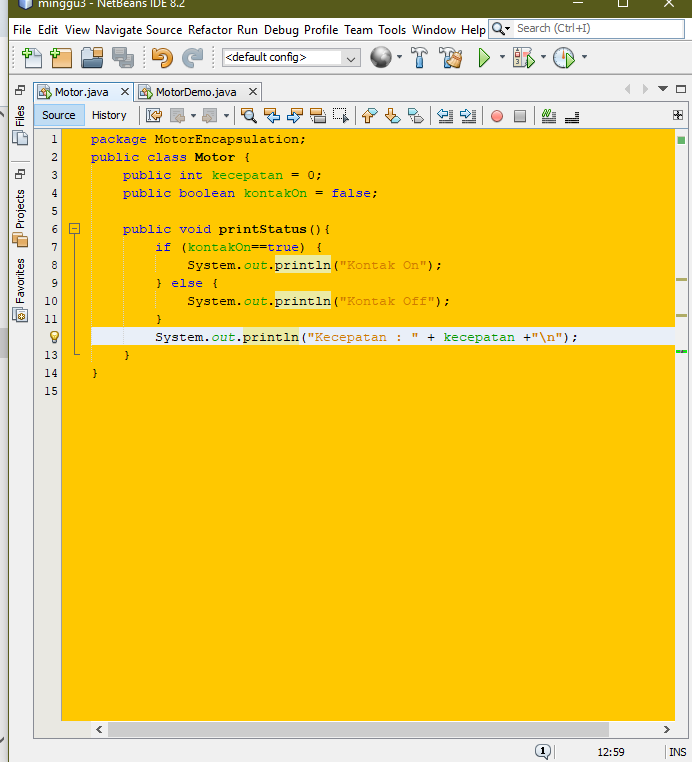 minggu3 - NetBeans IDE 8.2
File Edit View Navigate Source Refactor Run Debug Profile Team Tools Window Help Search (Ctrl+I)
<default config>
Motor.java MotorDemo.java
Source History
Files
Projects
Favorites
1 package MotorEncapsulation;
2 public class Motor {
3 public int kecepatan = 0;
4 public boolean kontakOn = false;
5
6 public void printStatus(){
7 if (kontakOn==true) {
8 System.out.println("Kontak On");
9 } else {
10 System.out.println("Kontak Off");
11 }
System.out.println("Kecepatan : " + kecepatan +"\n");
13 }
14 }
15
1 12:59 INS